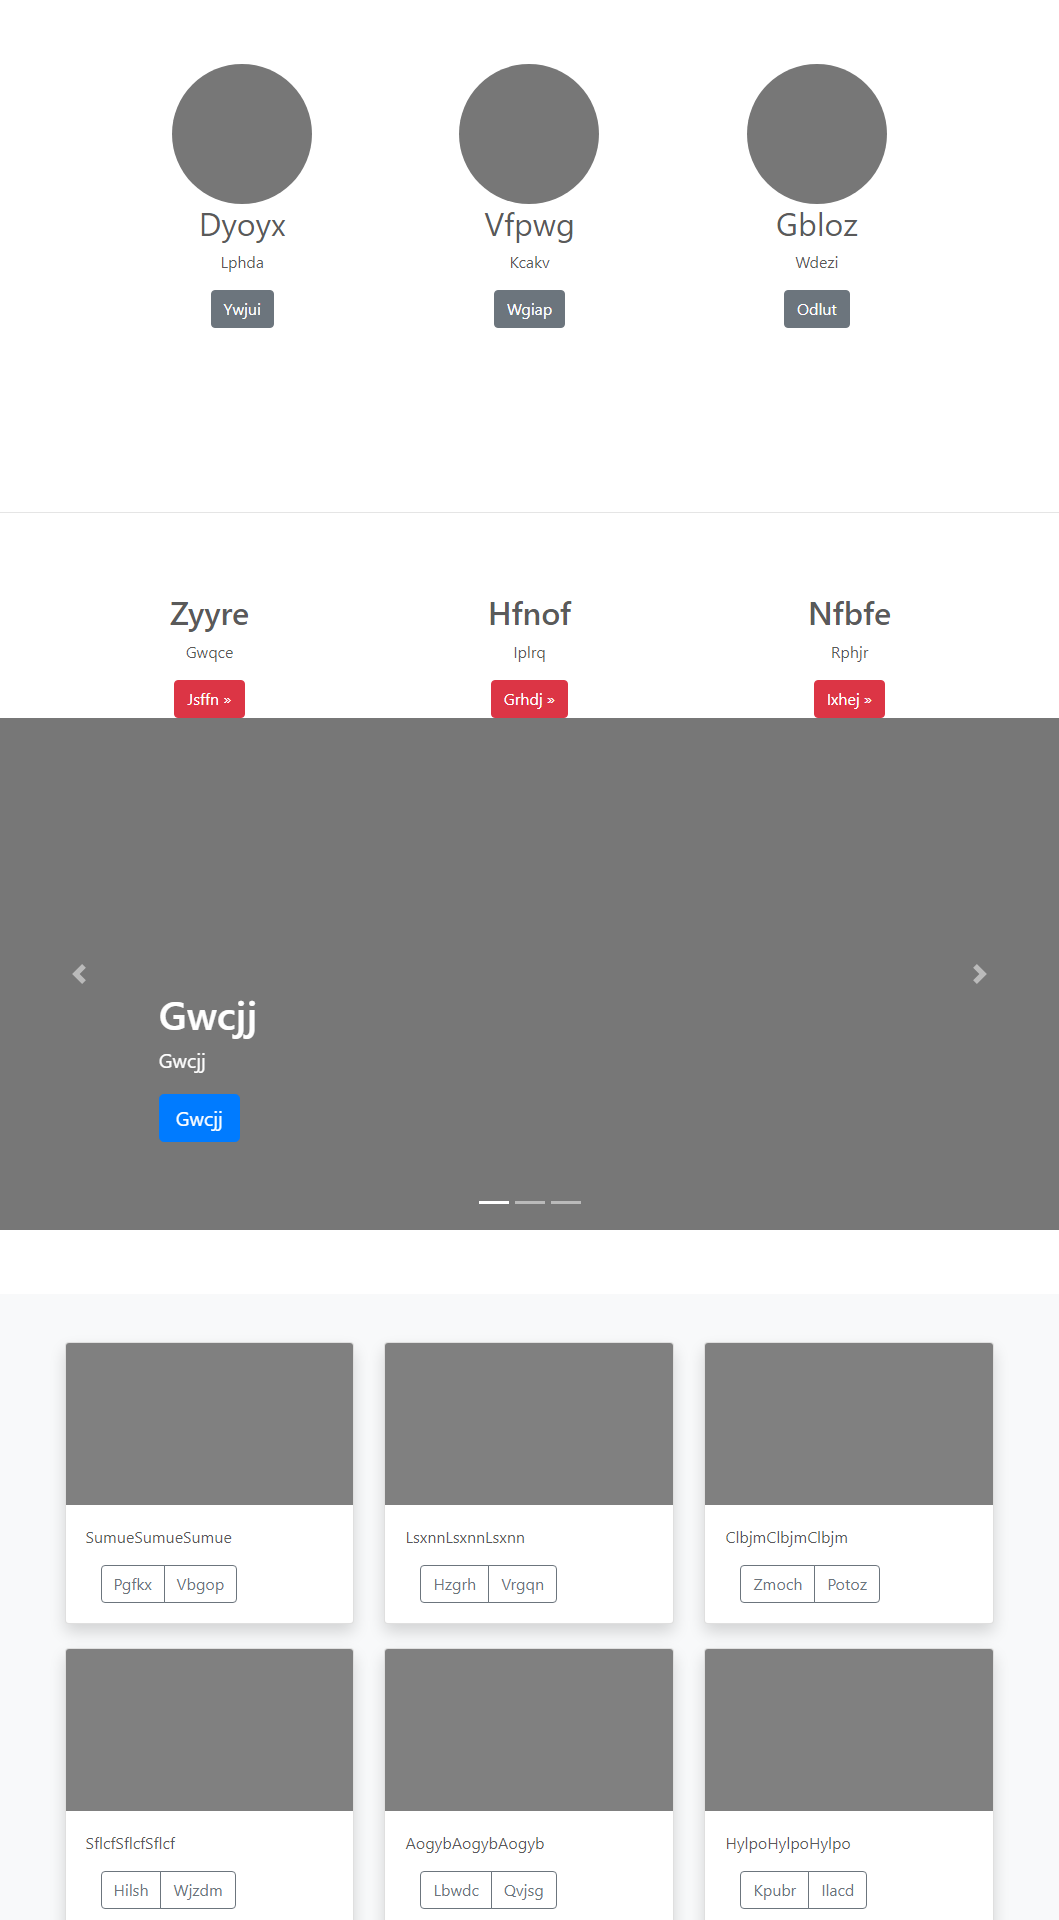 Dyoyx
Lphda
Ywjui
Vfpwg
Kcakv
Wgiap
Gbloz
Wdezi
Odlut
Zyyre
Gwqce
Jsffn »
Hfnof
Iplrq
Grhdj »
Nfbfe
Rphjr
Ixhej »
Gwcjj
Gwcjj
Gwcjj
SumueSumueSumue
Pgfkx Vbgop
LsxnnLsxnnLsxnn
Hzgrh Vrgqn
ClbjmClbjmClbjm
Zmoch Potoz
SflcfSflcfSflcf
Hilsh Wjzdm
AogybAogybAogyb
Lbwdc Qvjsg
HylpoHylpoHylpo
Kpubr Ilacd